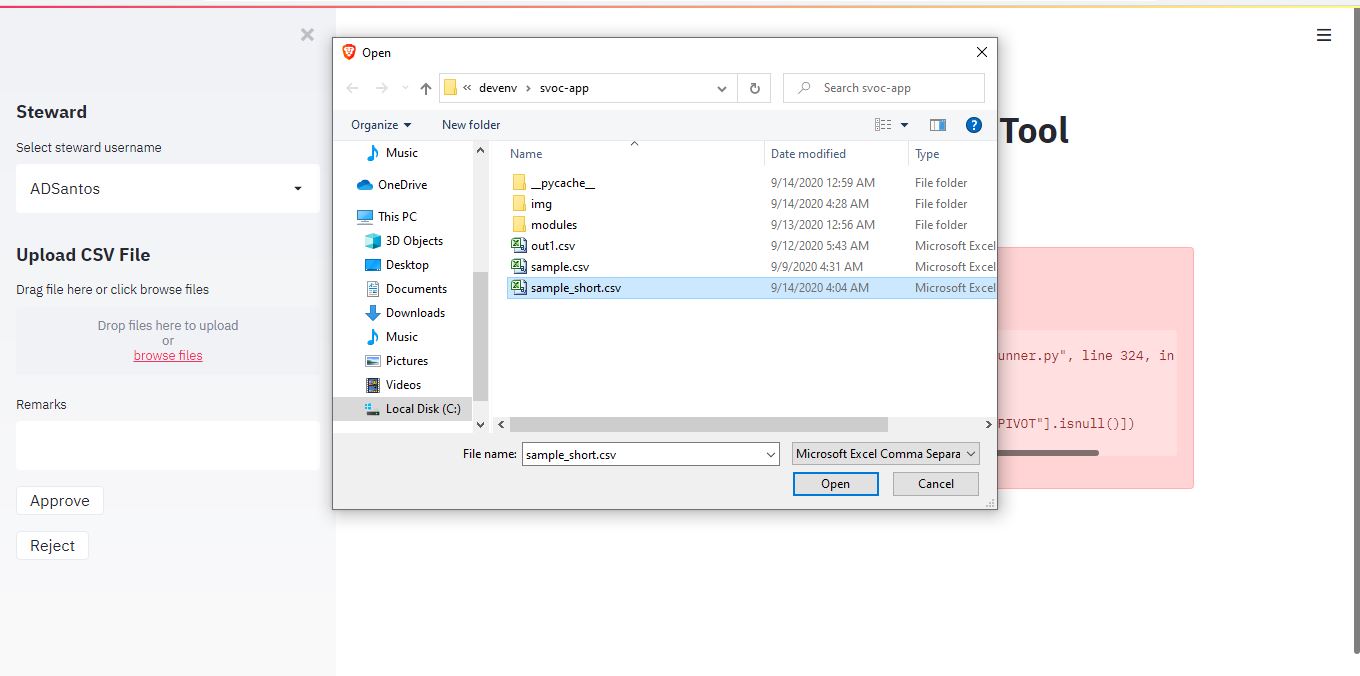 Steward
Select steward username
ADSantos
Upload CSV File
Drag file here or click browse files
Drop files here to upload
or
browse files
Remarks
Approve
Reject
Open
« devenv › svoc-app
Search svoc-app
Organize
New folder
?
Music
OneDrive
This PC
3D Objects
Desktop
Documents
Downloads
Music
Pictures
Videos
Local Disk (C:)
Name Date modified Type
__pycache__ 9/14/2020 12:59 AM File folder
img 9/14/2020 4:28 AM File folder
modules 9/13/2020 12:56 AM File folder
out1.csv 9/12/2020 5:43 AM Microsoft Excel
sample.csv 9/9/2020 4:31 AM Microsoft Excel
sample_short.csv 9/14/2020 4:04 AM Microsoft Excel
File name: sample_short.csv Microsoft Excel Comma Separa
Open Cancel
Tool
unner.py", line 324, in
PIVOT"].isnull()])